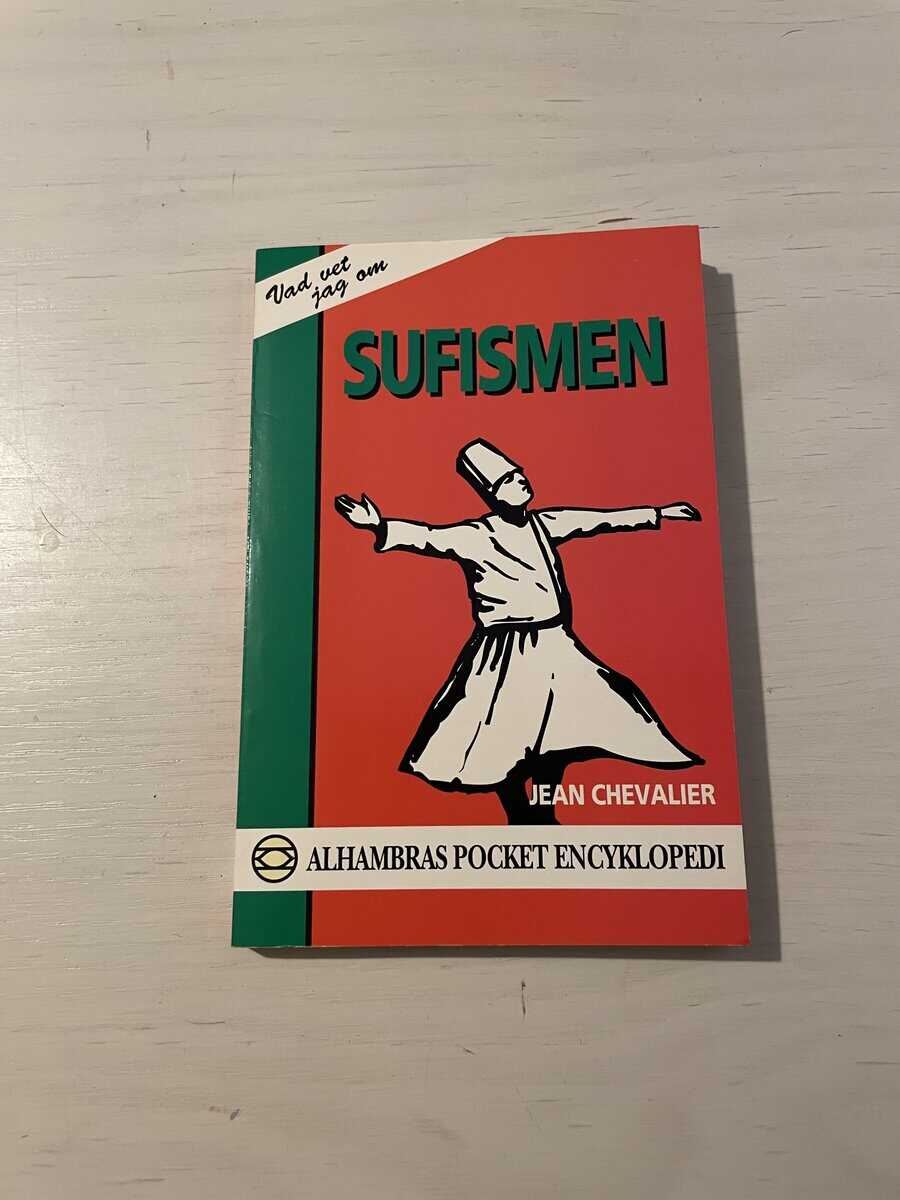 Vad vet
jag om
SUFISMEN
JEAN CHEVALIER
ALHAMBRAS POCKET ENCYKLOPEDI